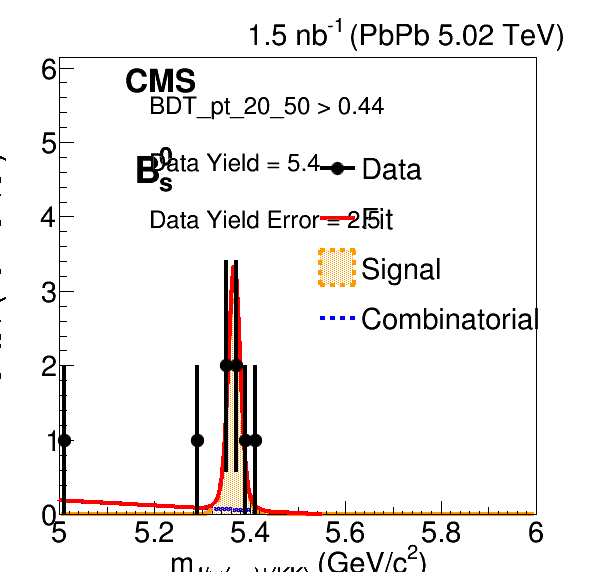 1.5 nb-1 (PbPb 5.02 TeV)
CMS
BDT_pt_20_50 > 0.44
B0s
Data Yield = 5.4
Data
Data Yield Error = 2.5
Fit
Signal
Combinatorial
6
5
4
3
2
1
0
5 5.2 5.4 5.6 5.8 6
(GeV/c2)